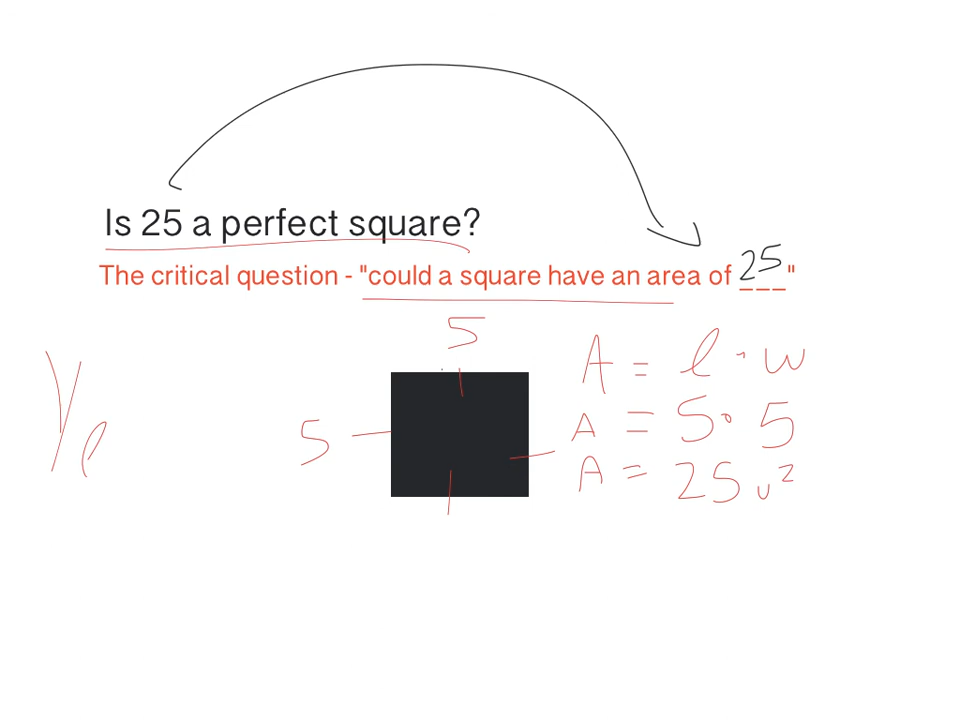 Is 25 a perfect square?
The critical question - "could a square have an area of 25"
5
A = l · w
Ye
5
A = 5 · 5
A = 25 u²